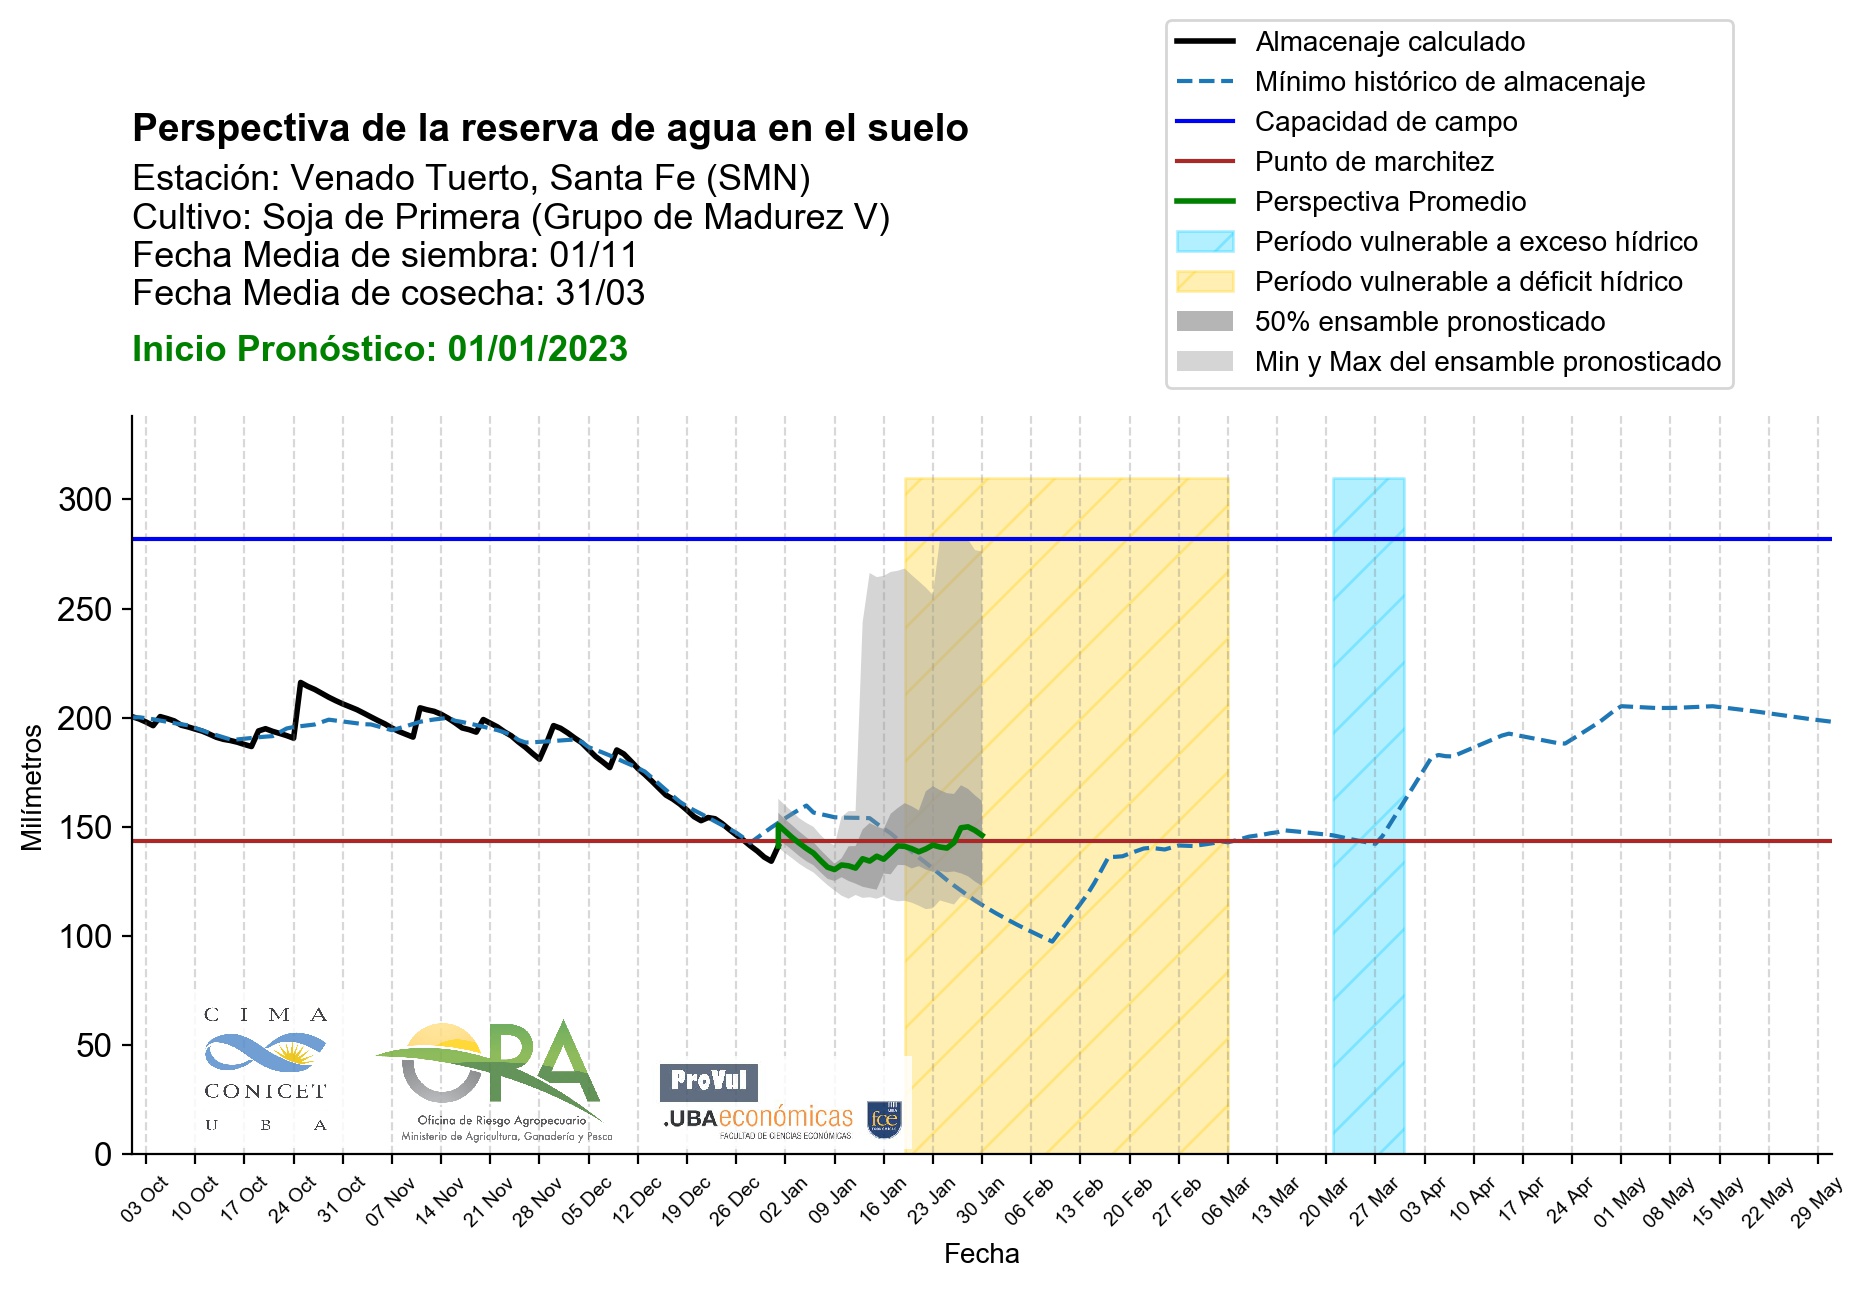 Almacenaje calculado
Mínimo histórico de almacenaje
Capacidad de campo
Punto de marchitez
Perspectiva Promedio
Período vulnerable a exceso hídrico
Período vulnerable a déficit hídrico
50% ensamble pronosticado
Min y Max del ensamble pronosticado
Perspectiva de la reserva de agua en el suelo
Estación: Venado Tuerto, Santa Fe (SMN)
Cultivo: Soja de Primera (Grupo de Madurez V)
Fecha Media de siembra: 01/11
Fecha Media de cosecha: 31/03
Inicio Pronóstico: 01/01/2023
Milímetros
300
250
200
150
100
50
0
C I M A
CONICET
U B A
ORA
Oficina de Riesgo Agropecuario
Ministerio de Agricultura, Ganadería y Pesca
ProVul
.UBAeconómicas
FACULTAD DE CIENCIAS ECONÓMICAS
fce
03 Oct
10 Oct
17 Oct
24 Oct
31 Oct
07 Nov
14 Nov
21 Nov
28 Nov
05 Dec
12 Dec
19 Dec
26 Dec
02 Jan
09 Jan
16 Jan
23 Jan
30 Jan
06 Feb
13 Feb
20 Feb
27 Feb
06 Mar
13 Mar
20 Mar
27 Mar
03 Apr
10 Apr
17 Apr
24 Apr
01 May
08 May
15 May
22 May
29 May
Fecha